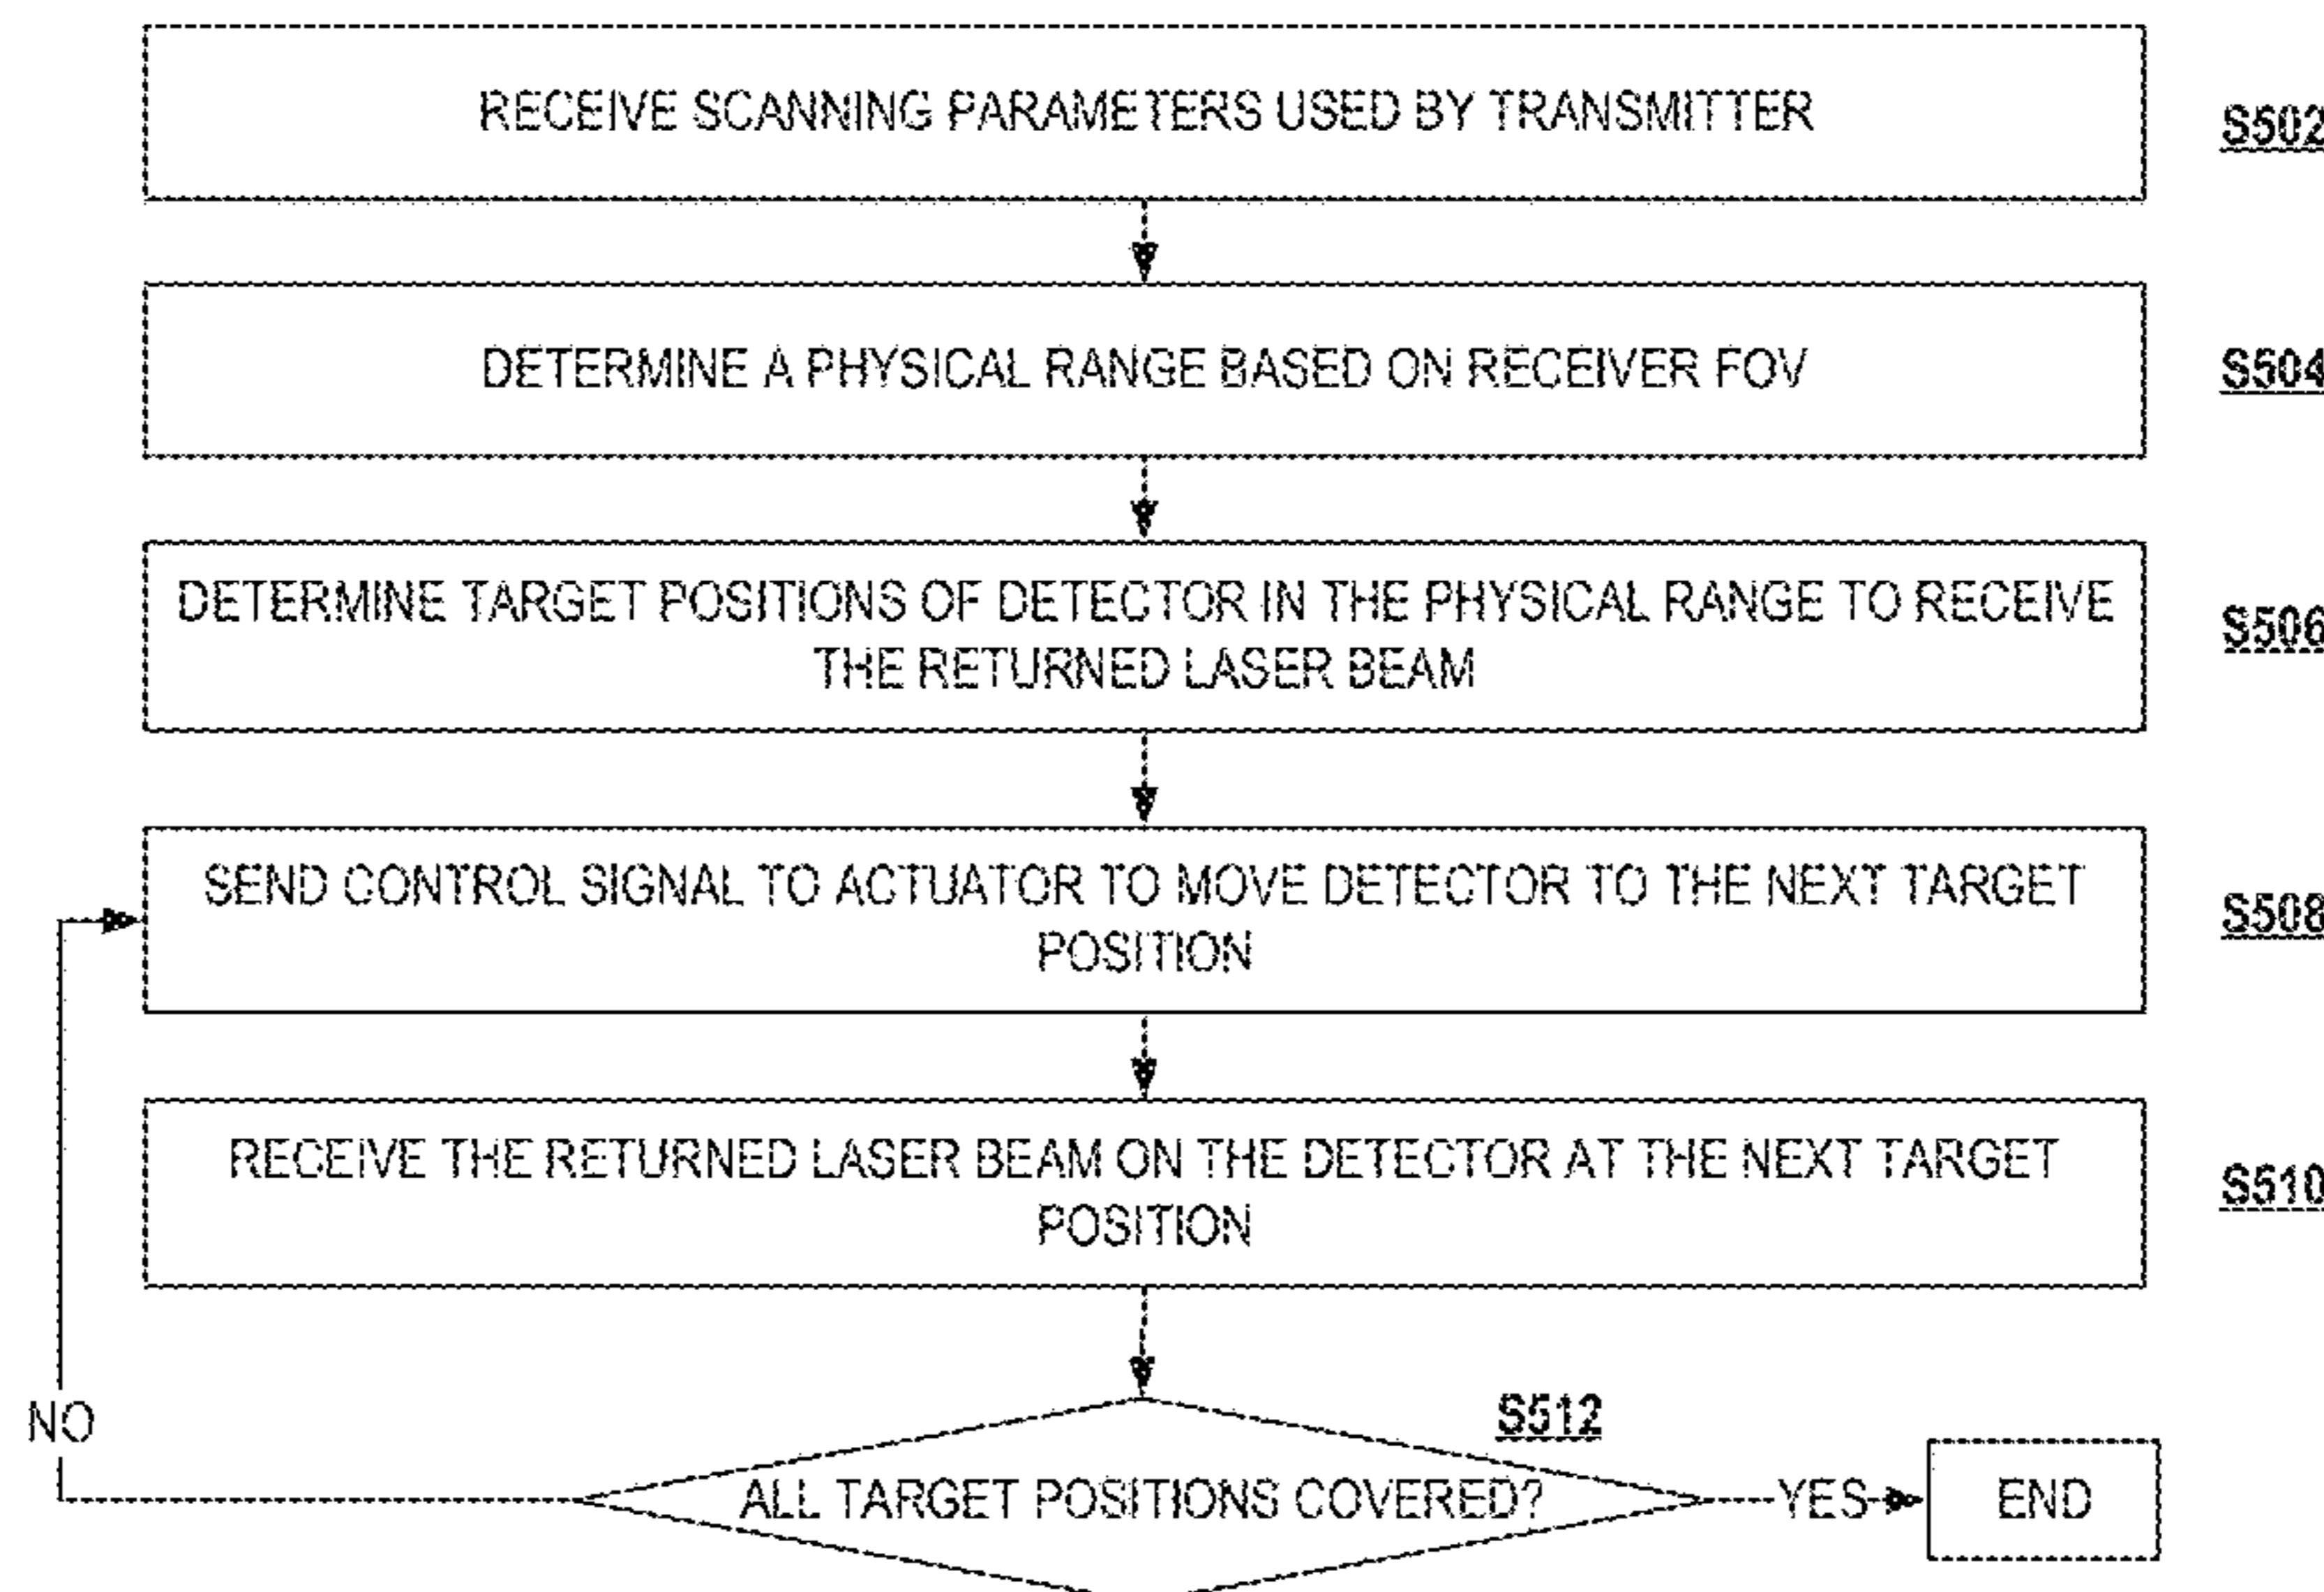 RECEIVE SCANNING PARAMETERS USED BY TRANSMITTER
S502
DETERMINE A PHYSICAL RANGE BASED ON RECEIVER FOV
S504
DETERMINE TARGET POSITIONS OF DETECTOR IN THE PHYSICAL RANGE TO RECEIVE
THE RETURNED LASER BEAM
S506
SEND CONTROL SIGNAL TO ACTUATOR TO MOVE DETECTOR TO THE NEXT TARGET
POSITION
S508
RECEIVE THE RETURNED LASER BEAM ON THE DETECTOR AT THE NEXT TARGET
POSITION
S510
NO
S512
ALL TARGET POSITIONS COVERED?
YES
END